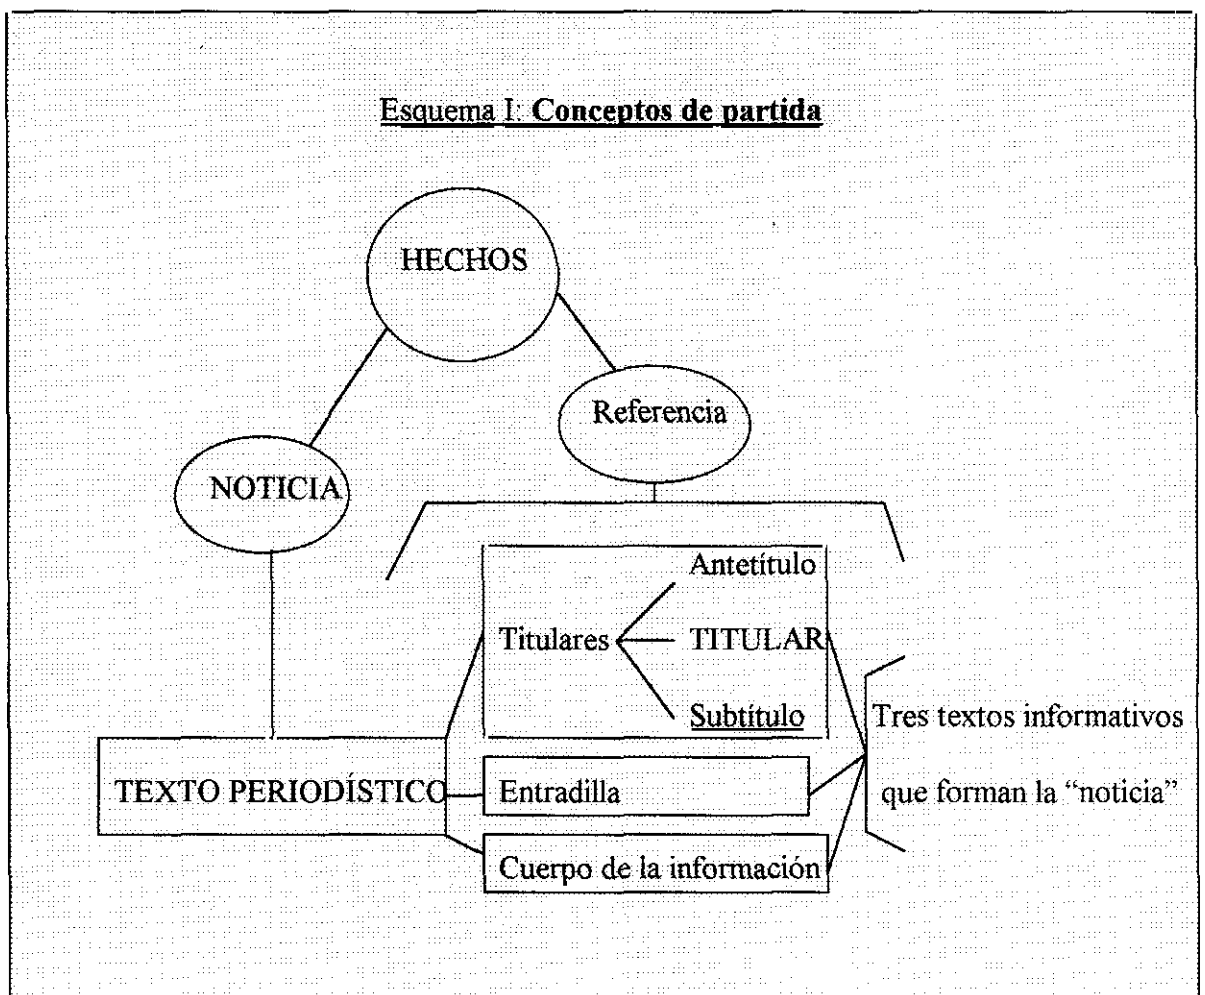 Esquema I: Conceptos de partida
HECHOS
Referencia
NOTICIA
Antetítulo
Titulares
TITULAR
Subtítulo
Tres textos informativos
que forman la “noticia”
TEXTO PERIODÍSTICO
Entradilla
Cuerpo de la información